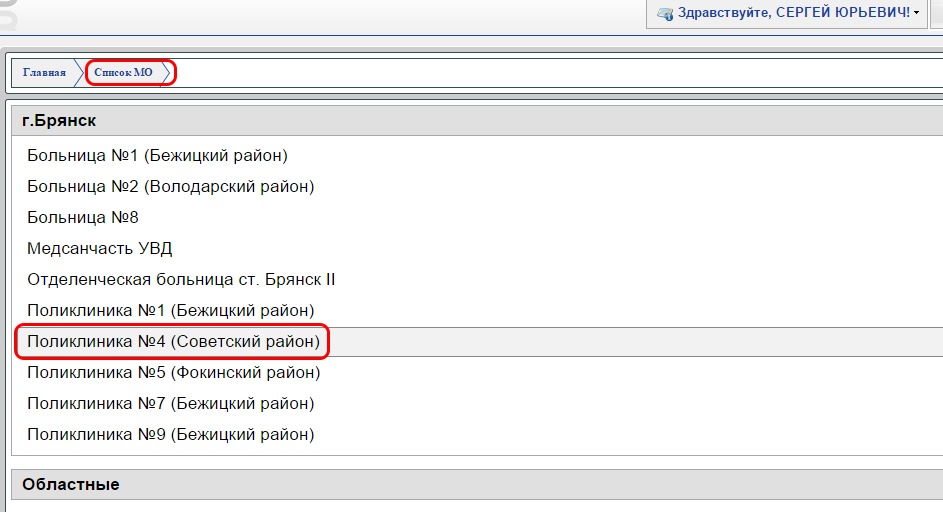 Здравствуйте, СЕРГЕЙ ЮРЬЕВИЧ!
Главная Список МО
г.Брянск
Больница №1 (Бежицкий район)
Больница №2 (Володарский район)
Больница №8
Медсанчасть УВД
Отделенческая больница ст. Брянск II
Поликлиника №1 (Бежицкий район)
Поликлиника №4 (Советский район)
Поликлиника №5 (Фокинский район)
Поликлиника №7 (Бежицкий район)
Поликлиника №9 (Бежицкий район)
Областные